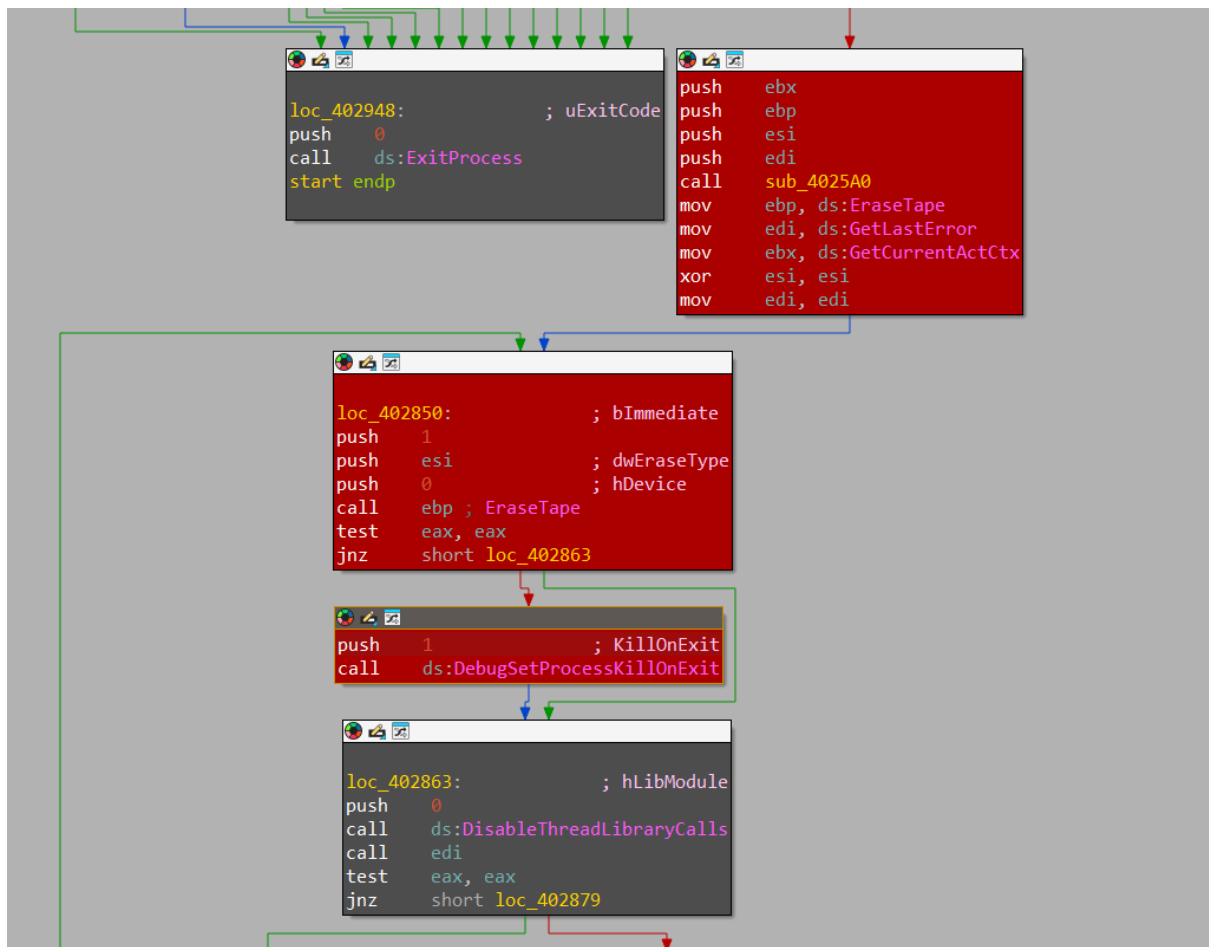 loc_402948: ; uExitCode
push 0
call ds:ExitProcess
start endp
push ebx
push ebp
push esi
push edi
call sub_4025A0
mov ebp, ds:EraseTape
mov edi, ds:GetLastError
mov ebx, ds:GetCurrentActCtx
xor esi, esi
mov edi, edi
loc_402850: ; bImmediate
push 1
push esi ; dwEraseType
push 0 ; hDevice
call ebp ; EraseTape
test eax, eax
jnz short loc_402863
push 1 ; KillOnExit
call ds:DebugSetProcessKillOnExit
loc_402863: ; hLibModule
push 0
call ds:DisableThreadLibraryCalls
call edi
test eax, eax
jnz short loc_402879